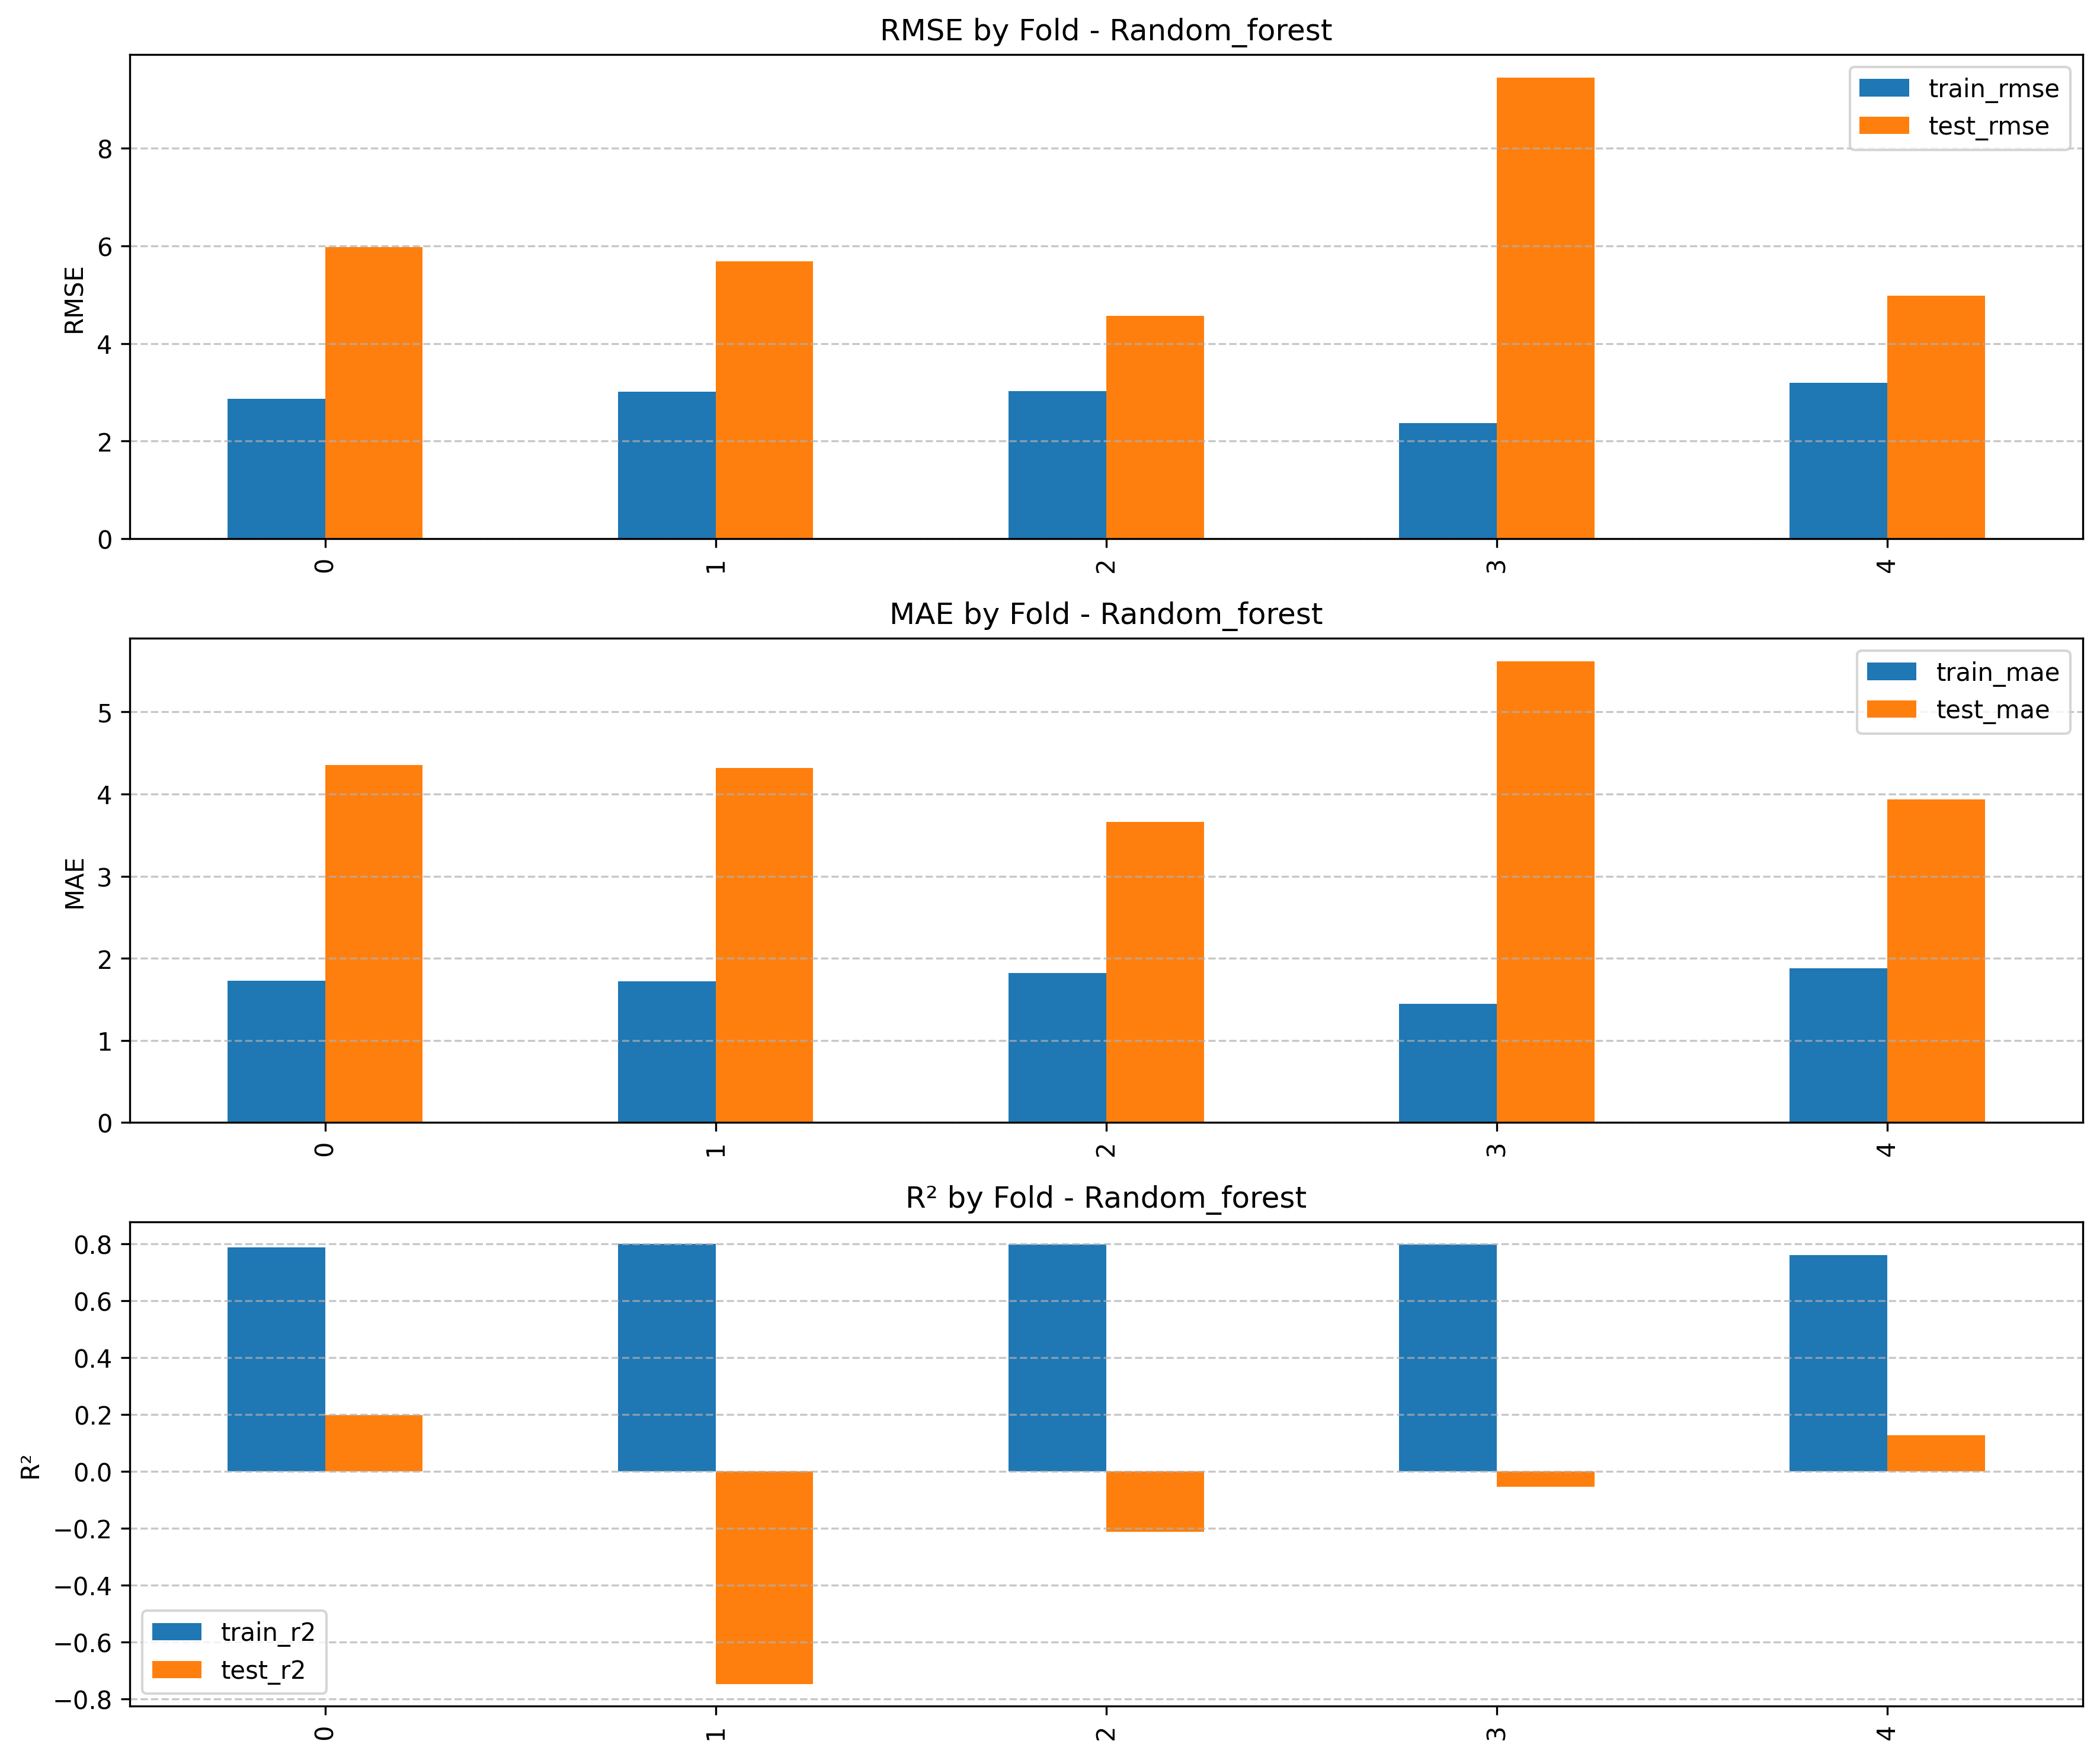 RMSE by Fold - Random_forest
train_rmse
test_rmse
RMSE
8
6
4
2
0
0 1 2 3 4
MAE by Fold - Random_forest
train_mae
test_mae
MAE
5
4
3
2
1
0
0 1 2 3 4
R² by Fold - Random_forest
R²
0.8
0.6
0.4
0.2
0.0
−0.2
−0.4
−0.6
−0.8
train_r2
test_r2
0 1 2 3 4